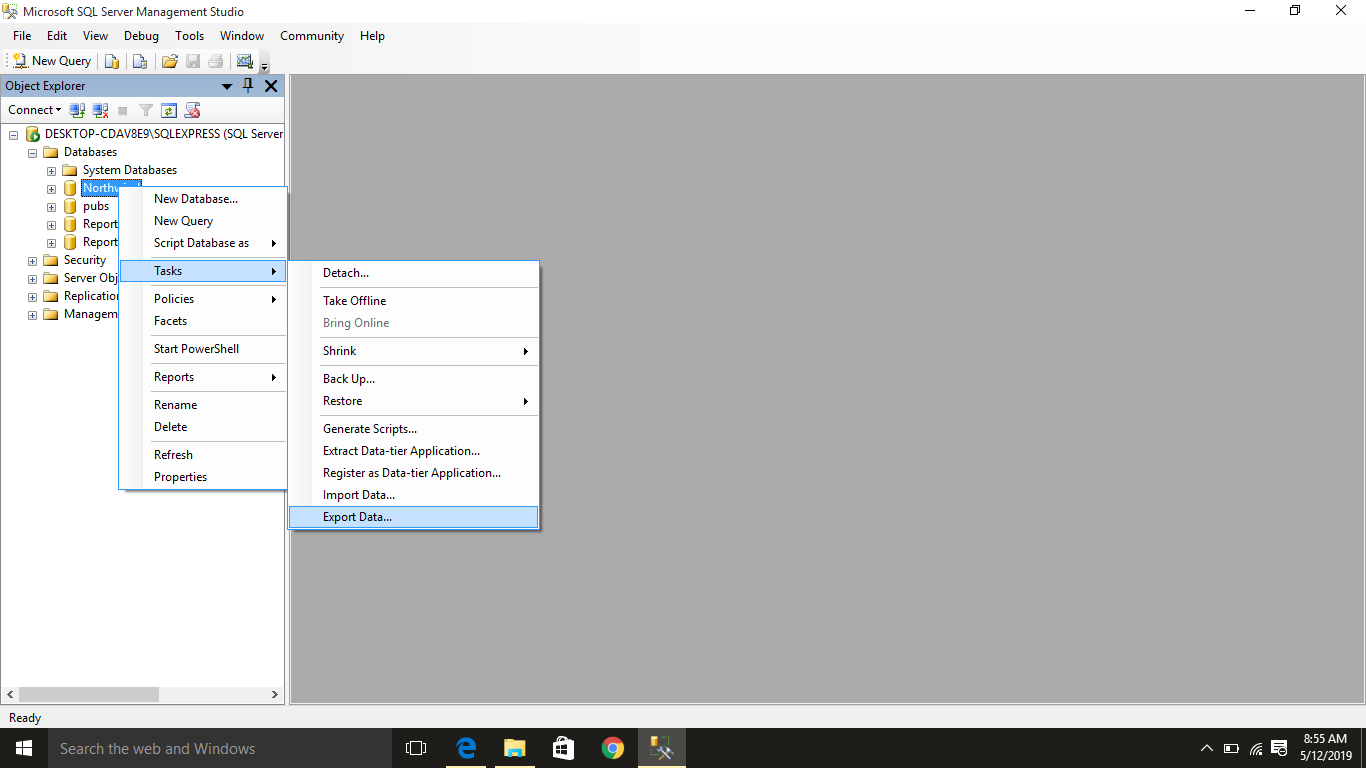 Microsoft SQL Server Management Studio
File Edit View Debug Tools Window Community Help
New Query
Object Explorer
Connect
DESKTOP-CDAV8E9\SQLEXPRESS (SQL Server
Databases
System Databases
Northwind
pubs
Report
Report
Security
Server Obj
Replication
Managem
New Database...
New Query
Script Database as
Tasks
Policies
Facets
Start PowerShell
Reports
Rename
Delete
Refresh
Properties
Detach...
Take Offline
Bring Online
Shrink
Back Up...
Restore
Generate Scripts...
Extract Data-tier Application...
Register as Data-tier Application...
Import Data...
Export Data...
Ready
Search the web and Windows
8:55 AM
5/12/2019